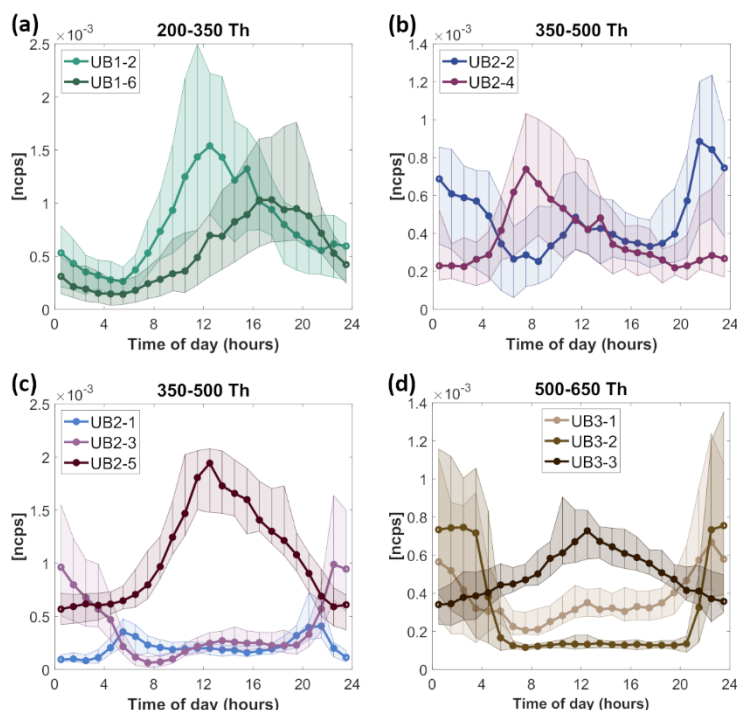 (a)
200-350 Th
×10⁻³
2.5
2
1.5
1
0.5
0
[ncps]
UB1-2
UB1-6
0 4 8 12 16 20 24
Time of day (hours)
(b)
350-500 Th
×10⁻³
1.4
1.2
1
0.8
0.6
0.4
0.2
0
[ncps]
UB2-2
UB2-4
0 4 8 12 16 20 24
Time of day (hours)
(c)
350-500 Th
×10⁻³
2.5
2
1.5
1
0.5
0
[ncps]
UB2-1
UB2-3
UB2-5
0 4 8 12 16 20 24
Time of day (hours)
(d)
500-650 Th
×10⁻³
1.4
1.2
1
0.8
0.6
0.4
0.2
0
[ncps]
UB3-1
UB3-2
UB3-3
0 4 8 12 16 20 24
Time of day (hours)